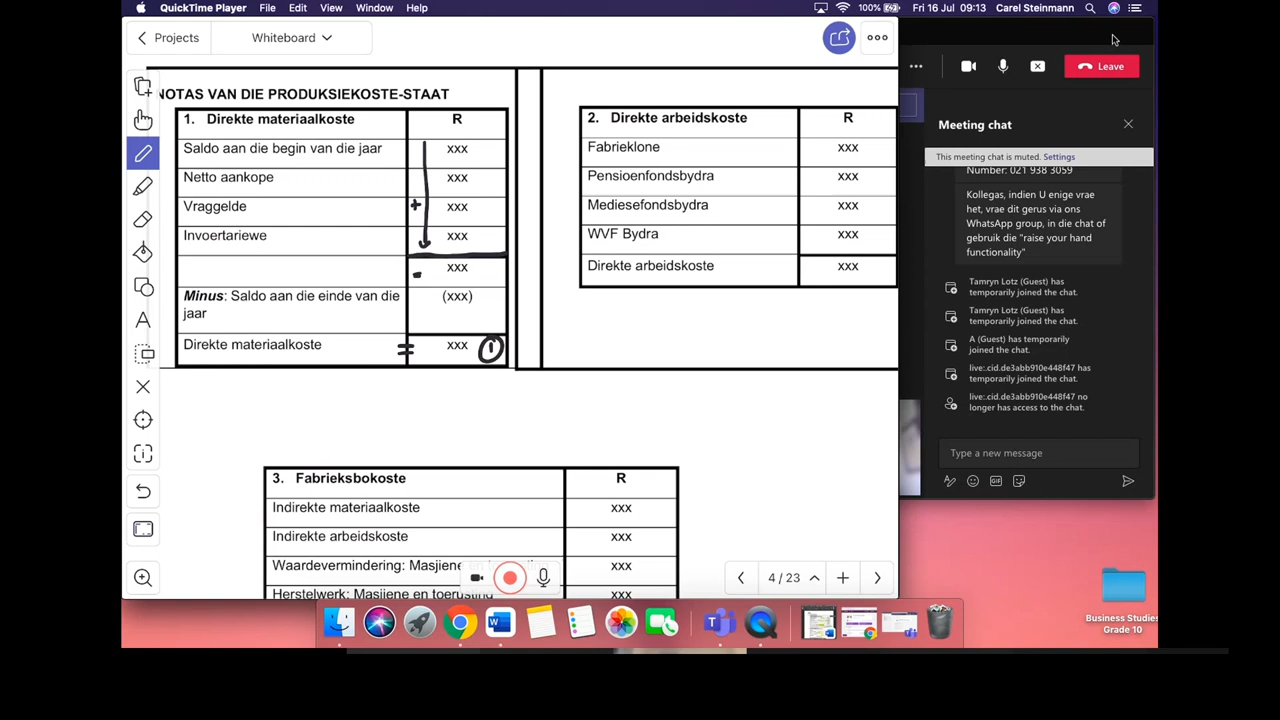 QuickTime Player File Edit View Window Help
100% Fri 16 Jul 09:13 Carel Steinmann
Projects
Whiteboard
NOTAS VAN DIE PRODUKSIEKOSTE-STAAT
1. Direkte materiaalkoste R
Saldo aan die begin van die jaar xxx
Netto aankope xxx
Vraggelde + xxx
Invoertariewe xxx
- xxx
Minus: Saldo aan die einde van die
jaar (xxx)
Direkte materiaalkoste = xxx 1
2. Direkte arbeidskoste R
Fabrieklone xxx
Pensioenfondsbydra xxx
Mediesefondsbydra xxx
WVF Bydra xxx
Direkte arbeidskoste xxx
3. Fabrieksbokoste R
Indirekte materiaalkoste xxx
Indirekte arbeidskoste xxx
Waardevermindering: Masjiene en xxx
Herstelwerk: Masjiene en toerusting xxx
4 / 23
Leave
Meeting chat
This meeting chat is muted. Settings
Number: 021 938 3059
Kollegas, indien U enige vrae
het, vrae dit gerus via ons
WhatsApp group, in die chat of
gebruik die "raise your hand
functionality"
Tamryn Lotz (Guest) has
temporarily joined the chat.
Tamryn Lotz (Guest) has
temporarily joined the chat.
A (Guest) has temporarily
joined the chat.
live:.cid.de3abb910e448f47 has
temporarily joined the chat.
live:.cid.de3abb910e448f47 no
longer has access to the chat.
Type a new message
GIF
Business Studies
Grade 10